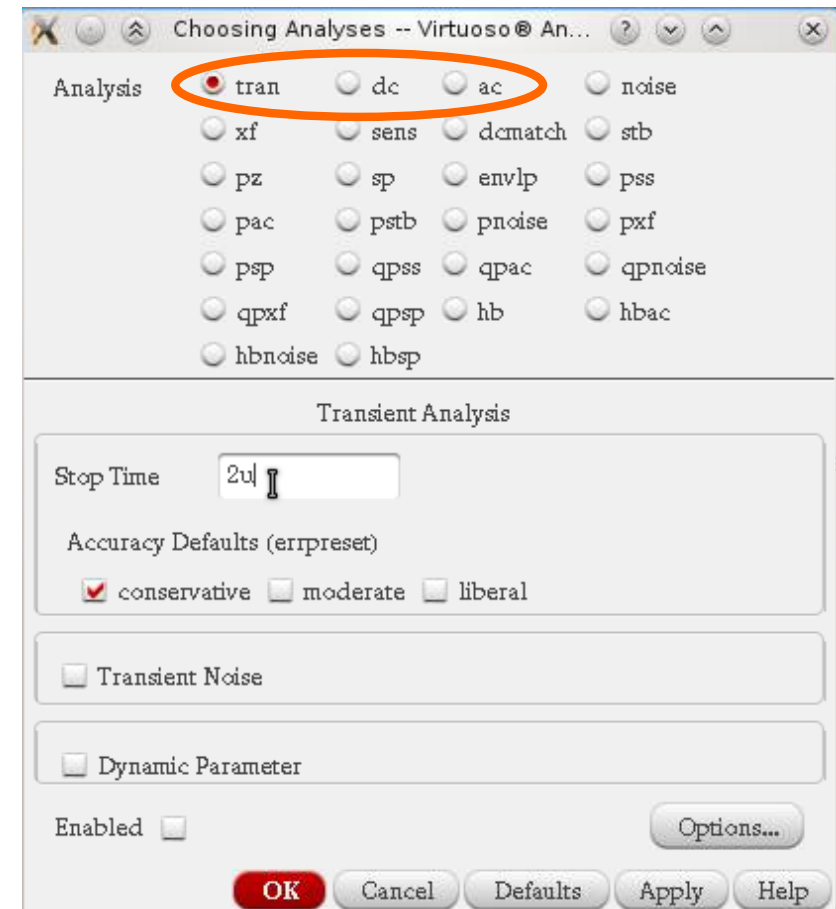 Choosing Analyses -- Virtuoso® An...
Analysis tran dc ac noise
xf sens dcmatch stb
pz sp envlp pss
pac pstb pnoise pxf
psp qpss qpac qpnoise
qpxf qpsp hb hbac
hbnoise hbsp
Transient Analysis
Stop Time 2u
Accuracy Defaults (errpreset)
conservative moderate liberal
Transient Noise
Dynamic Parameter
Enabled Options...
OK Cancel Defaults Apply Help